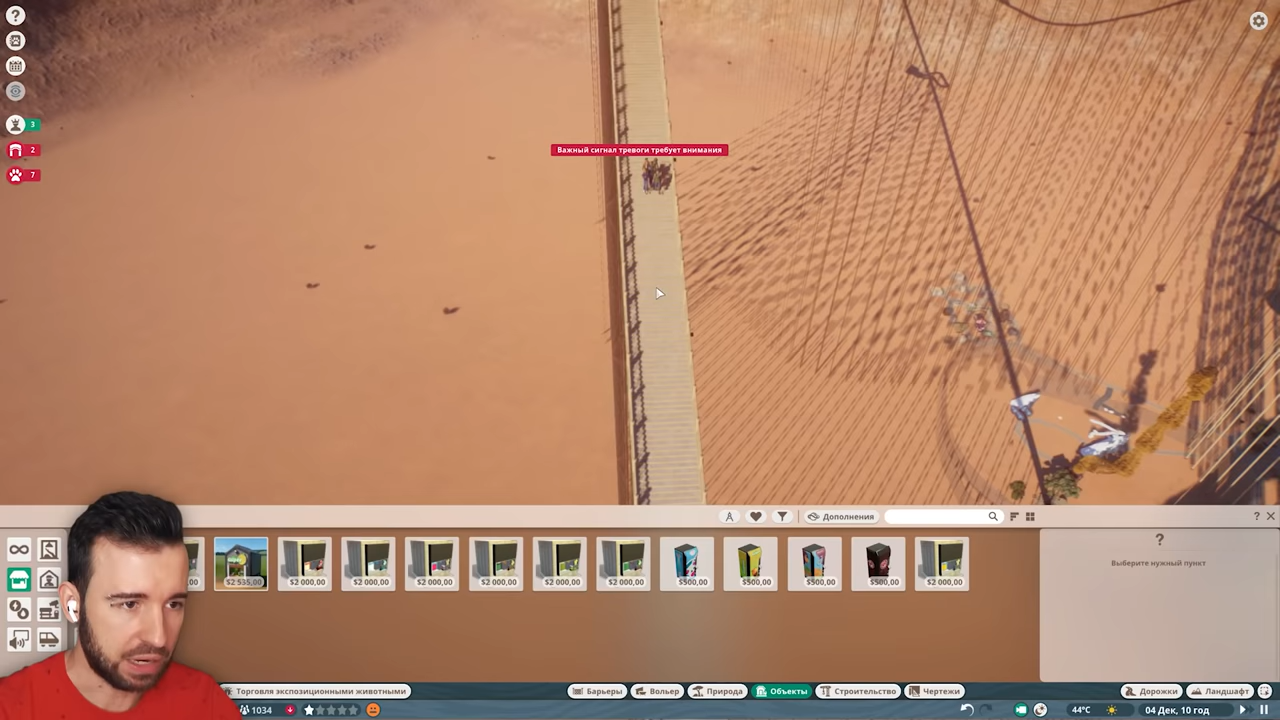 ?
3
2
7
Важный сигнал тревоги требует внимания
Дополнения
?
$2 535,00
$2 000,00
$2 000,00
$2 000,00
$2 000,00
$2 000,00
$2 000,00
$500,00
$500,00
$500,00
$500,00
$2 000,00
?
Выберите нужный пункт
Торговля экспозиционными животными
Барьеры
Вольер
Природа
Объекты
Строительство
Чертежи
Дорожки
Ландшафт
1034
44°C
04 Дек, 10 год